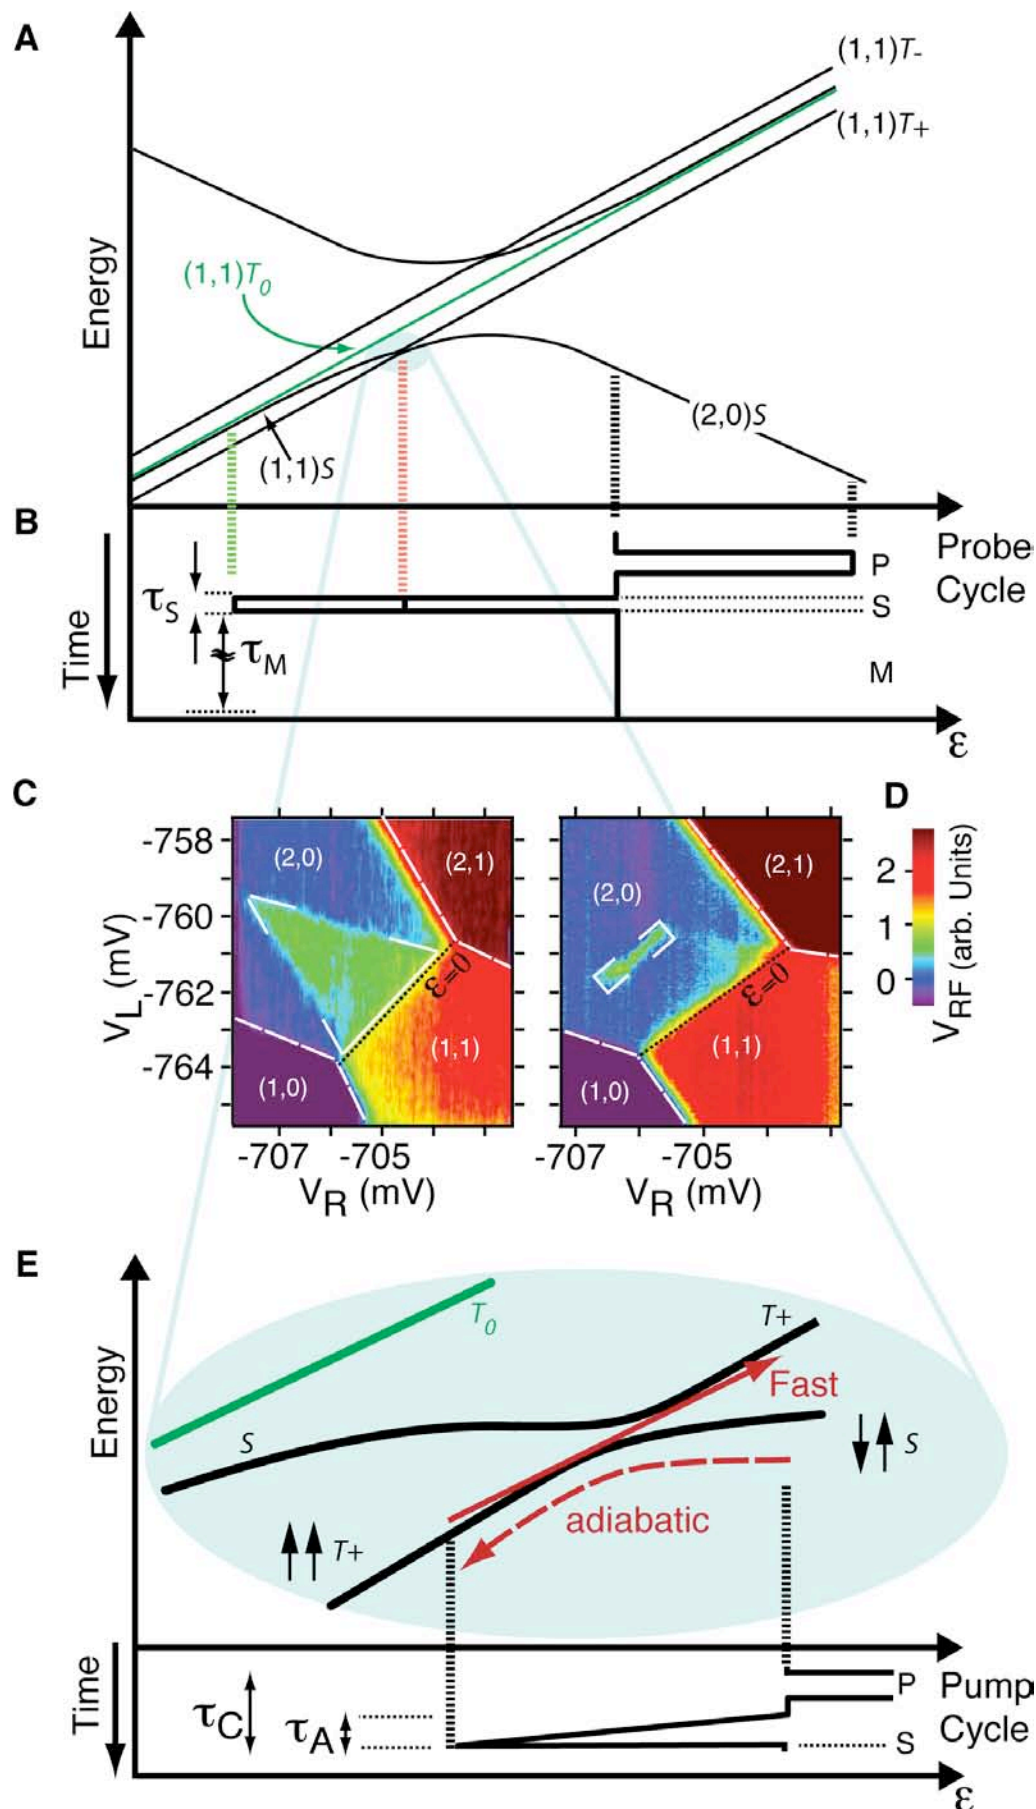 A
Energy
(1,1)T-
(1,1)T+
(1,1)T0
(1,1)S
(2,0)S
B
Time
τS
τM
P
S
M
Probe
Cycle
ε
C
D
-758
-760
-762
-764
VL (mV)
(2,0)
(2,1)
ε=0
(1,1)
(1,0)
-707 -705
VR (mV)
(2,0)
(2,1)
ε=0
(1,1)
(1,0)
-707 -705
VR (mV)
2
0
VRF (arb. Units)
E
Energy
T0
T+
Fast
S
↓↑ S
adiabatic
↑↑ T+
Time
τC
τA
P
S
Pump
Cycle
ε